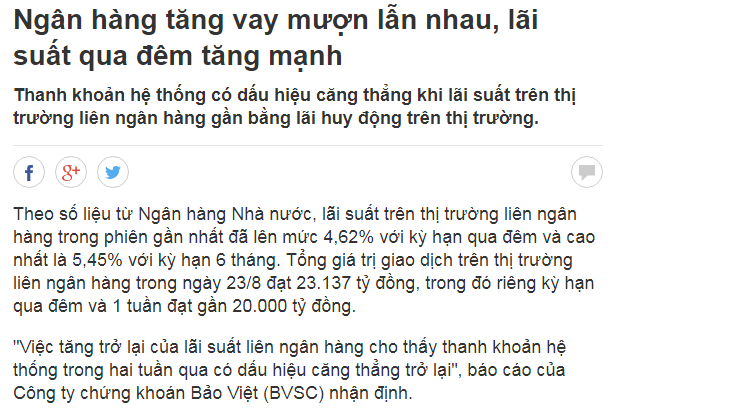 Ngân hàng tăng vay mượn lẫn nhau, lãi
suất qua đêm tăng mạnh
Thanh khoản hệ thống có dấu hiệu căng thẳng khi lãi suất trên thị
trường liên ngân hàng gần bằng lãi huy động trên thị trường.
f g+
Theo số liệu từ Ngân hàng Nhà nước, lãi suất trên thị trường liên ngân
hàng trong phiên gần nhất đã lên mức 4,62% với kỳ hạn qua đêm và cao
nhất là 5,45% với kỳ hạn 6 tháng. Tổng giá trị giao dịch trên thị trường
liên ngân hàng trong ngày 23/8 đạt 23.137 tỷ đồng, trong đó riêng kỳ hạn
qua đêm và 1 tuần đạt gần 20.000 tỷ đồng.
"Việc tăng trở lại của lãi suất liên ngân hàng cho thấy thanh khoản hệ
thống trong hai tuần qua có dấu hiệu căng thẳng trở lại", báo cáo của
Công ty chứng khoán Bảo Việt (BVSC) nhận định.